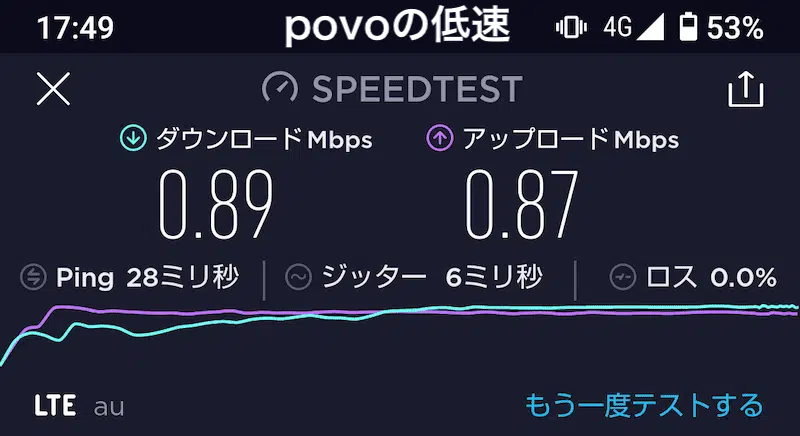 17:49 povoの低速 4G 53%
SPEEDTEST
ダウンロード Mbps アップロード Mbps
0.89 0.87
Ping 28ミリ秒 ジッター 6ミリ秒 ロス 0.0%
LTE au もう一度テストする